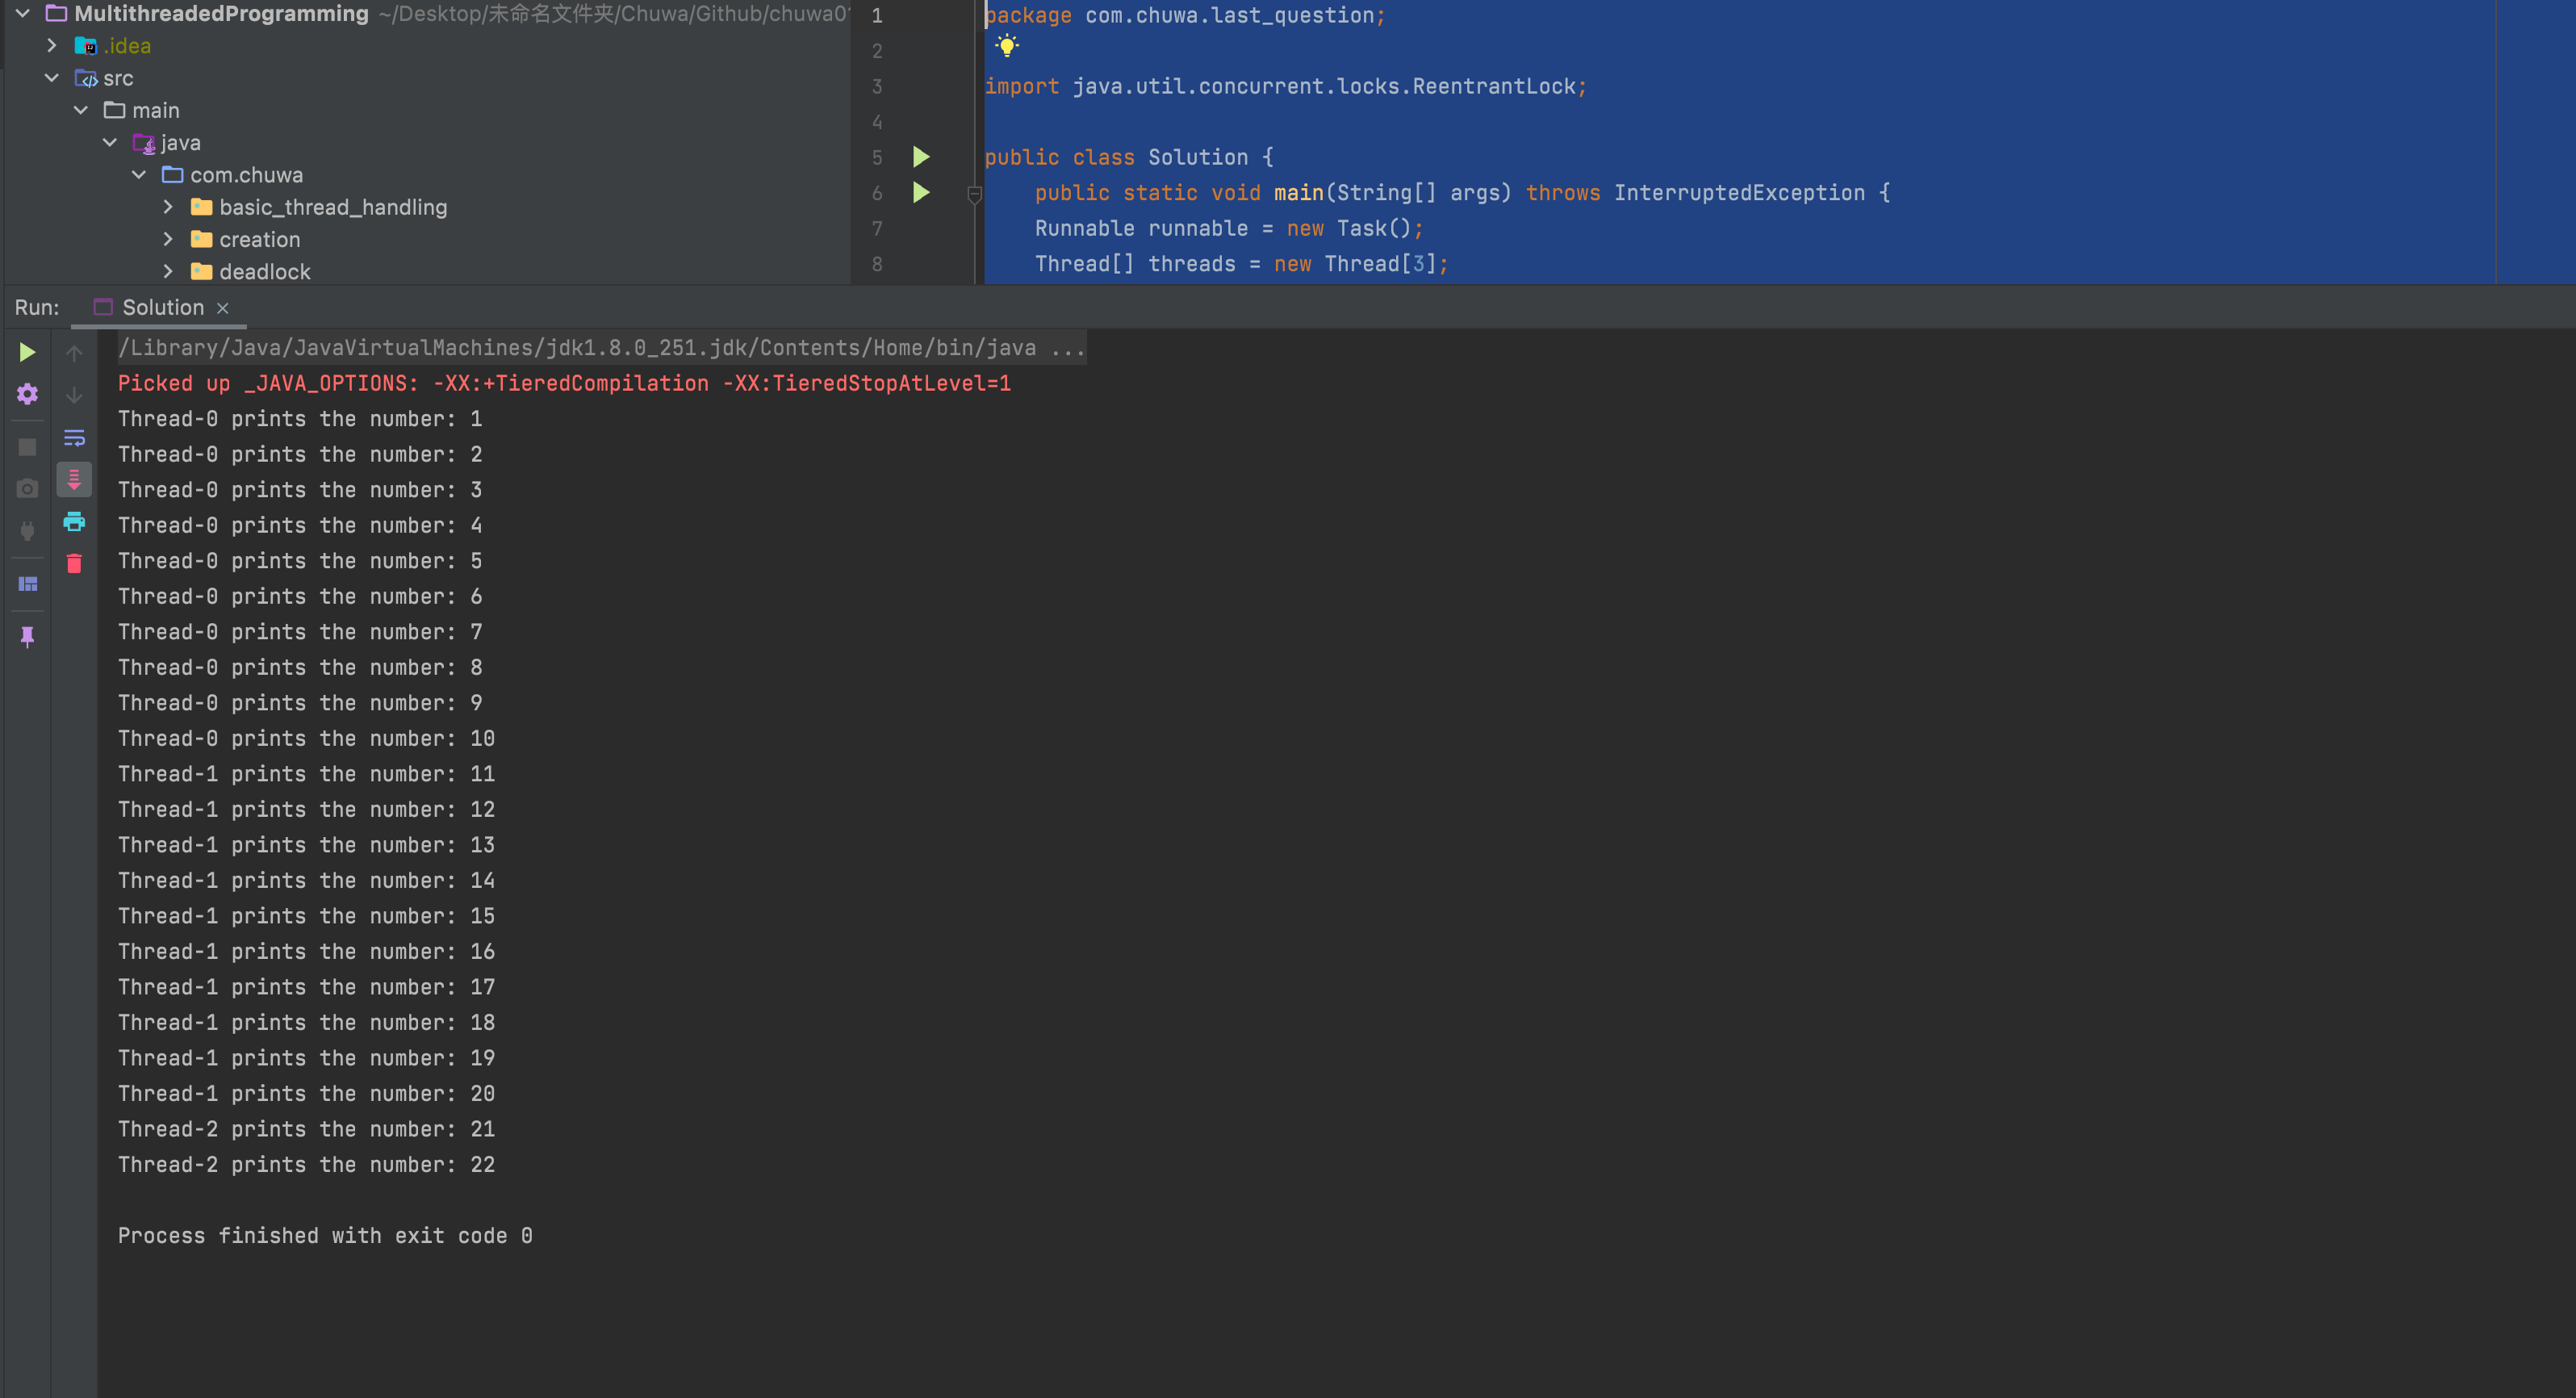 MultithreadedProgramming ~/Desktop/未命名文件夹/Chuwa/Github/chuwa01
.idea
src
main
java
com.chuwa
basic_thread_handling
creation
deadlock
1 package com.chuwa.last_question;
2
3 import java.util.concurrent.locks.ReentrantLock;
4
5 public class Solution {
6 public static void main(String[] args) throws InterruptedException {
7 Runnable runnable = new Task();
8 Thread[] threads = new Thread[3];
Run: Solution
/Library/Java/JavaVirtualMachines/jdk1.8.0_251.jdk/Contents/Home/bin/java ...
Picked up _JAVA_OPTIONS: -XX:+TieredCompilation -XX:TieredStopAtLevel=1
Thread-0 prints the number: 1
Thread-0 prints the number: 2
Thread-0 prints the number: 3
Thread-0 prints the number: 4
Thread-0 prints the number: 5
Thread-0 prints the number: 6
Thread-0 prints the number: 7
Thread-0 prints the number: 8
Thread-0 prints the number: 9
Thread-0 prints the number: 10
Thread-1 prints the number: 11
Thread-1 prints the number: 12
Thread-1 prints the number: 13
Thread-1 prints the number: 14
Thread-1 prints the number: 15
Thread-1 prints the number: 16
Thread-1 prints the number: 17
Thread-1 prints the number: 18
Thread-1 prints the number: 19
Thread-1 prints the number: 20
Thread-2 prints the number: 21
Thread-2 prints the number: 22
Process finished with exit code 0